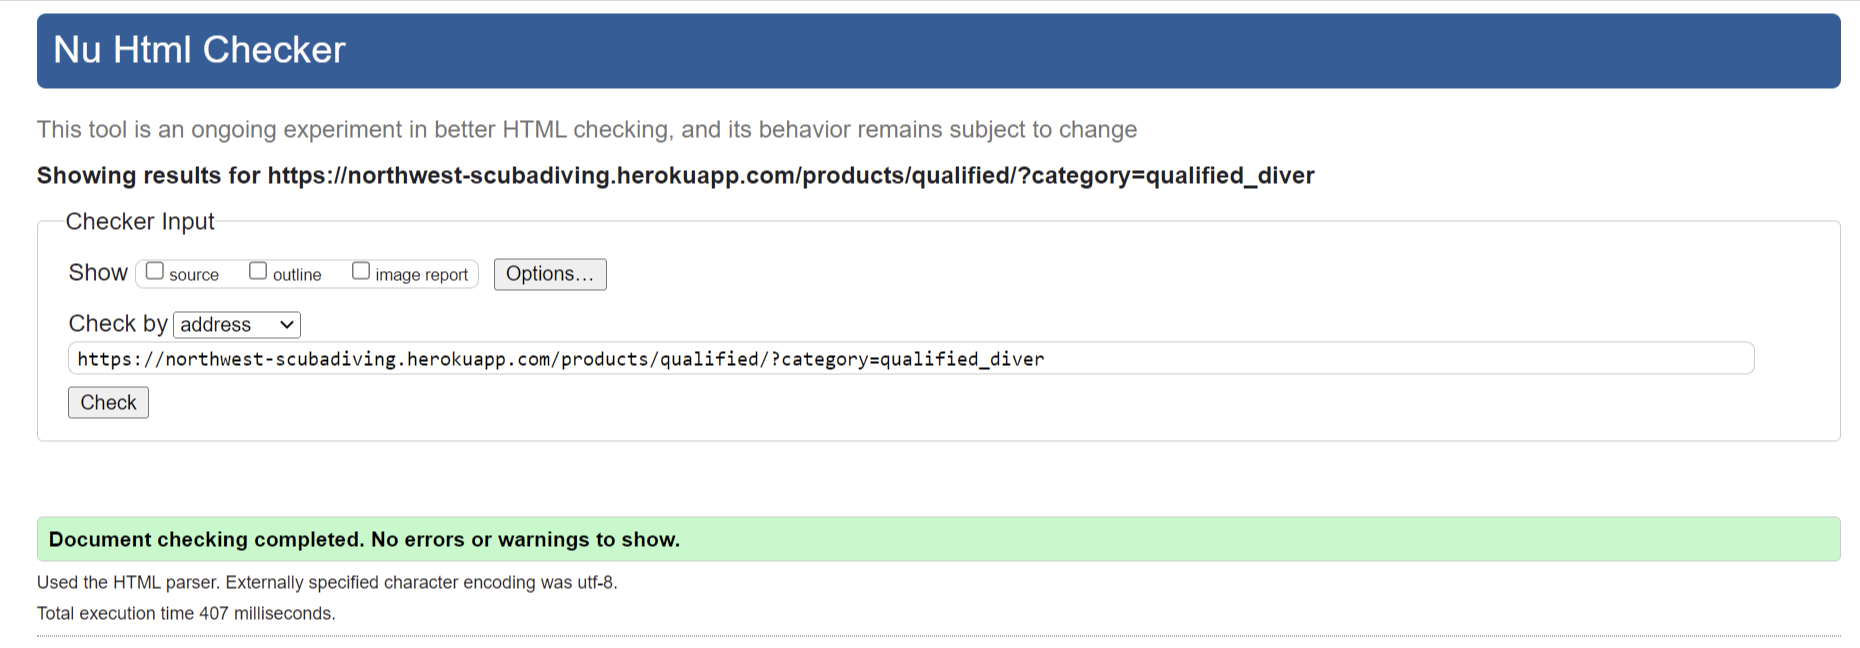 Nu Html Checker
This tool is an ongoing experiment in better HTML checking, and its behavior remains subject to change
Showing results for https://northwest-scubadiving.herokuapp.com/products/qualified/?category=qualified_diver
Checker Input
Show source outline image report Options…
Check by address
https://northwest-scubadiving.herokuapp.com/products/qualified/?category=qualified_diver
Check
Document checking completed. No errors or warnings to show.
Used the HTML parser. Externally specified character encoding was utf-8.
Total execution time 407 milliseconds.